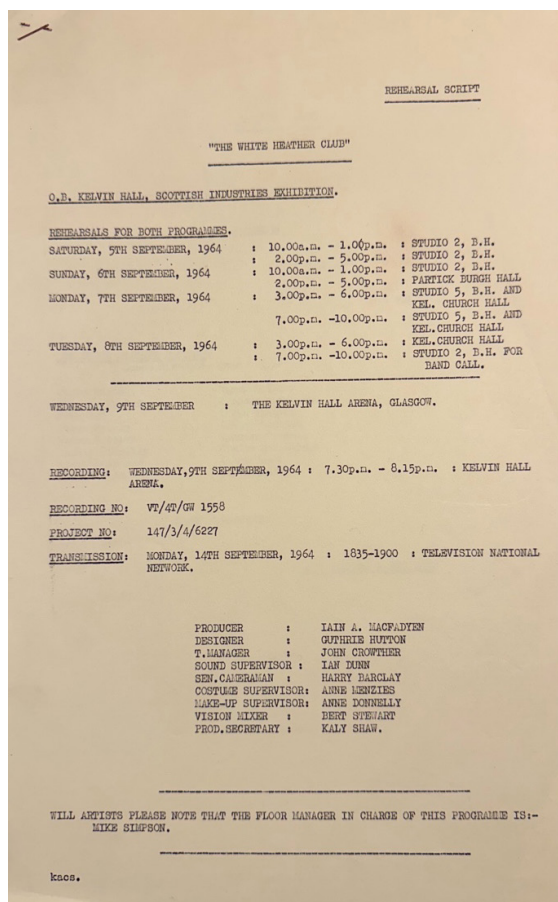 REHEARSAL SCRIPT
"THE WHITE HEATHER CLUB"
O.B. KELVIN HALL, SCOTTISH INDUSTRIES EXHIBITION.
REHEARSALS FOR BOTH PROGRAMMES.
SATURDAY, 5TH SEPTEMBER, 1964 : 10.00a.m. - 1.00p.m. : STUDIO 2, B.H.
: 2.00p.m. - 5.00p.m. : STUDIO 2, B.H.
SUNDAY, 6TH SEPTEMBER, 1964 : 10.00a.m. - 1.00p.m. : STUDIO 2, B.H.
2.00p.m. - 5.00p.m. : PARTICK BURGH HALL
MONDAY, 7TH SEPTEMBER, 1964 : 3.00p.m. - 6.00p.m. : STUDIO 5, B.H. AND
KEL. CHURCH HALL
7.00p.m. -10.00p.m. : STUDIO 5, B.H. AND
KEL.CHURCH HALL
TUESDAY, 8TH SEPTEMBER, 1964 : 3.00p.m. - 6.00p.m. : KEL.CHURCH HALL
: 7.00p.m. -10.00p.m. : STUDIO 2, B.H. FOR
BAND CALL.
WEDNESDAY, 9TH SEPTEMBER : THE KELVIN HALL ARENA, GLASGOW.
RECORDING: WEDNESDAY,9TH SEPTEMBER, 1964 : 7.30p.m. - 8.15p.m. : KELVIN HALL
ARENA.
RECORDING NO: VT/4T/GW 1558
PROJECT NO: 147/3/4/6227
TRANSMISSION: MONDAY, 14TH SEPTEMBER, 1964 : 1835-1900 : TELEVISION NATIONAL
NETWORK.
PRODUCER : IAIN A. MACFADYEN
DESIGNER : GUTHRIE HUTTON
T.MANAGER : JOHN CROWTHER
SOUND SUPERVISOR : IAN DUNN
SEN.CAMERAMAN : HARRY BARCLAY
COSTUME SUPERVISOR: ANNE MENZIES
MAKE-UP SUPERVISOR: ANNE DONNELLY
VISION MIXER : BERT STEWART
PROD.SECRETARY : KALY SHAW.
WILL ARTISTS PLEASE NOTE THAT THE FLOOR MANAGER IN CHARGE OF THIS PROGRAMME IS:-
MIKE SIMPSON.
kacs.